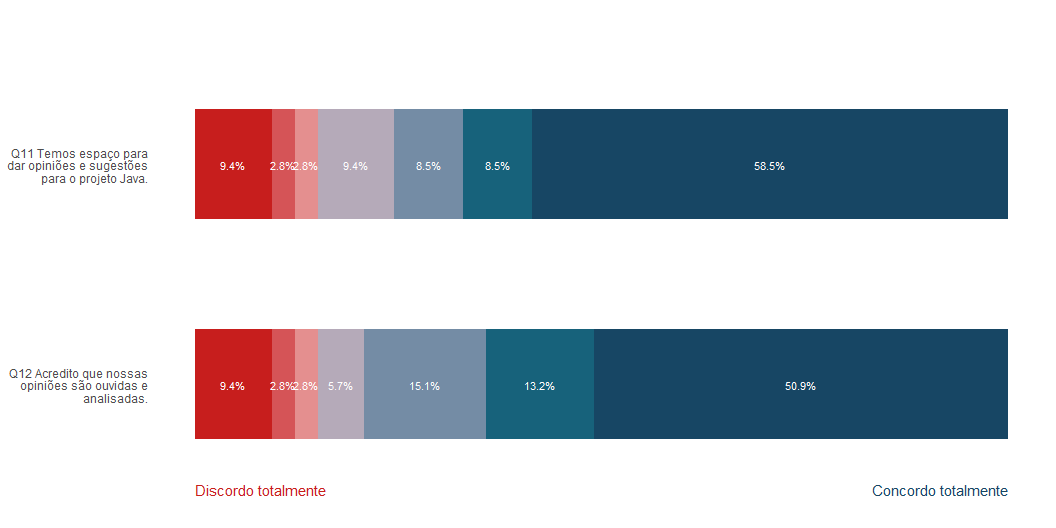 Q11 Temos espaço para
dar opiniões e sugestões
para o projeto Java.
9.4%
2.8%
2.8%
9.4%
8.5%
8.5%
58.5%
Q12 Acredito que nossas
opiniões são ouvidas e
analisadas.
9.4%
2.8%
2.8%
5.7%
15.1%
13.2%
50.9%
Discordo totalmente
Concordo totalmente